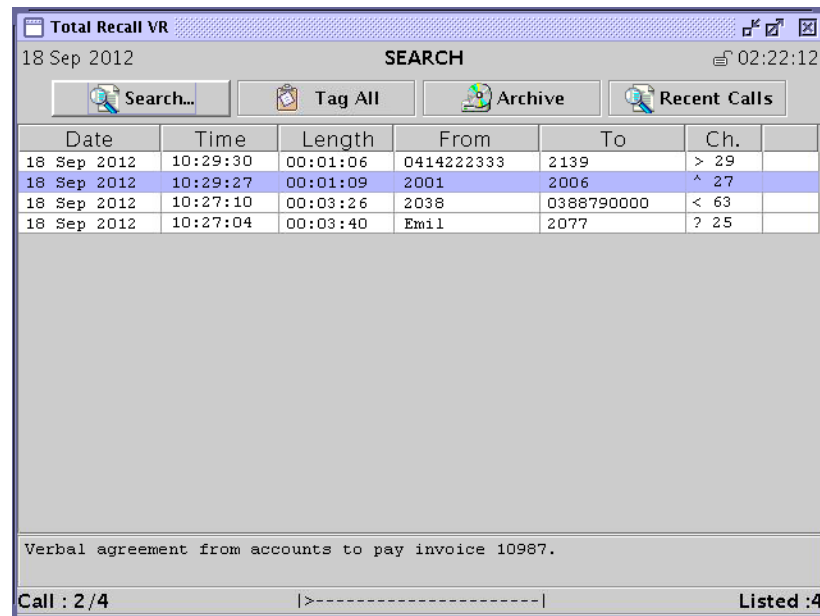 Total Recall VR
18 Sep 2012 SEARCH 02:22:12
Search... Tag All Archive Recent Calls
Date Time Length From To Ch.
18 Sep 2012 10:29:30 00:01:06 0414222333 2139 > 29
18 Sep 2012 10:29:27 00:01:09 2001 2006 ^ 27
18 Sep 2012 10:27:10 00:03:26 2038 0388790000 < 63
18 Sep 2012 10:27:04 00:03:40 Emil 2077 ? 25
Verbal agreement from accounts to pay invoice 10987.
Call : 2/4 |>-----------------------| Listed :4